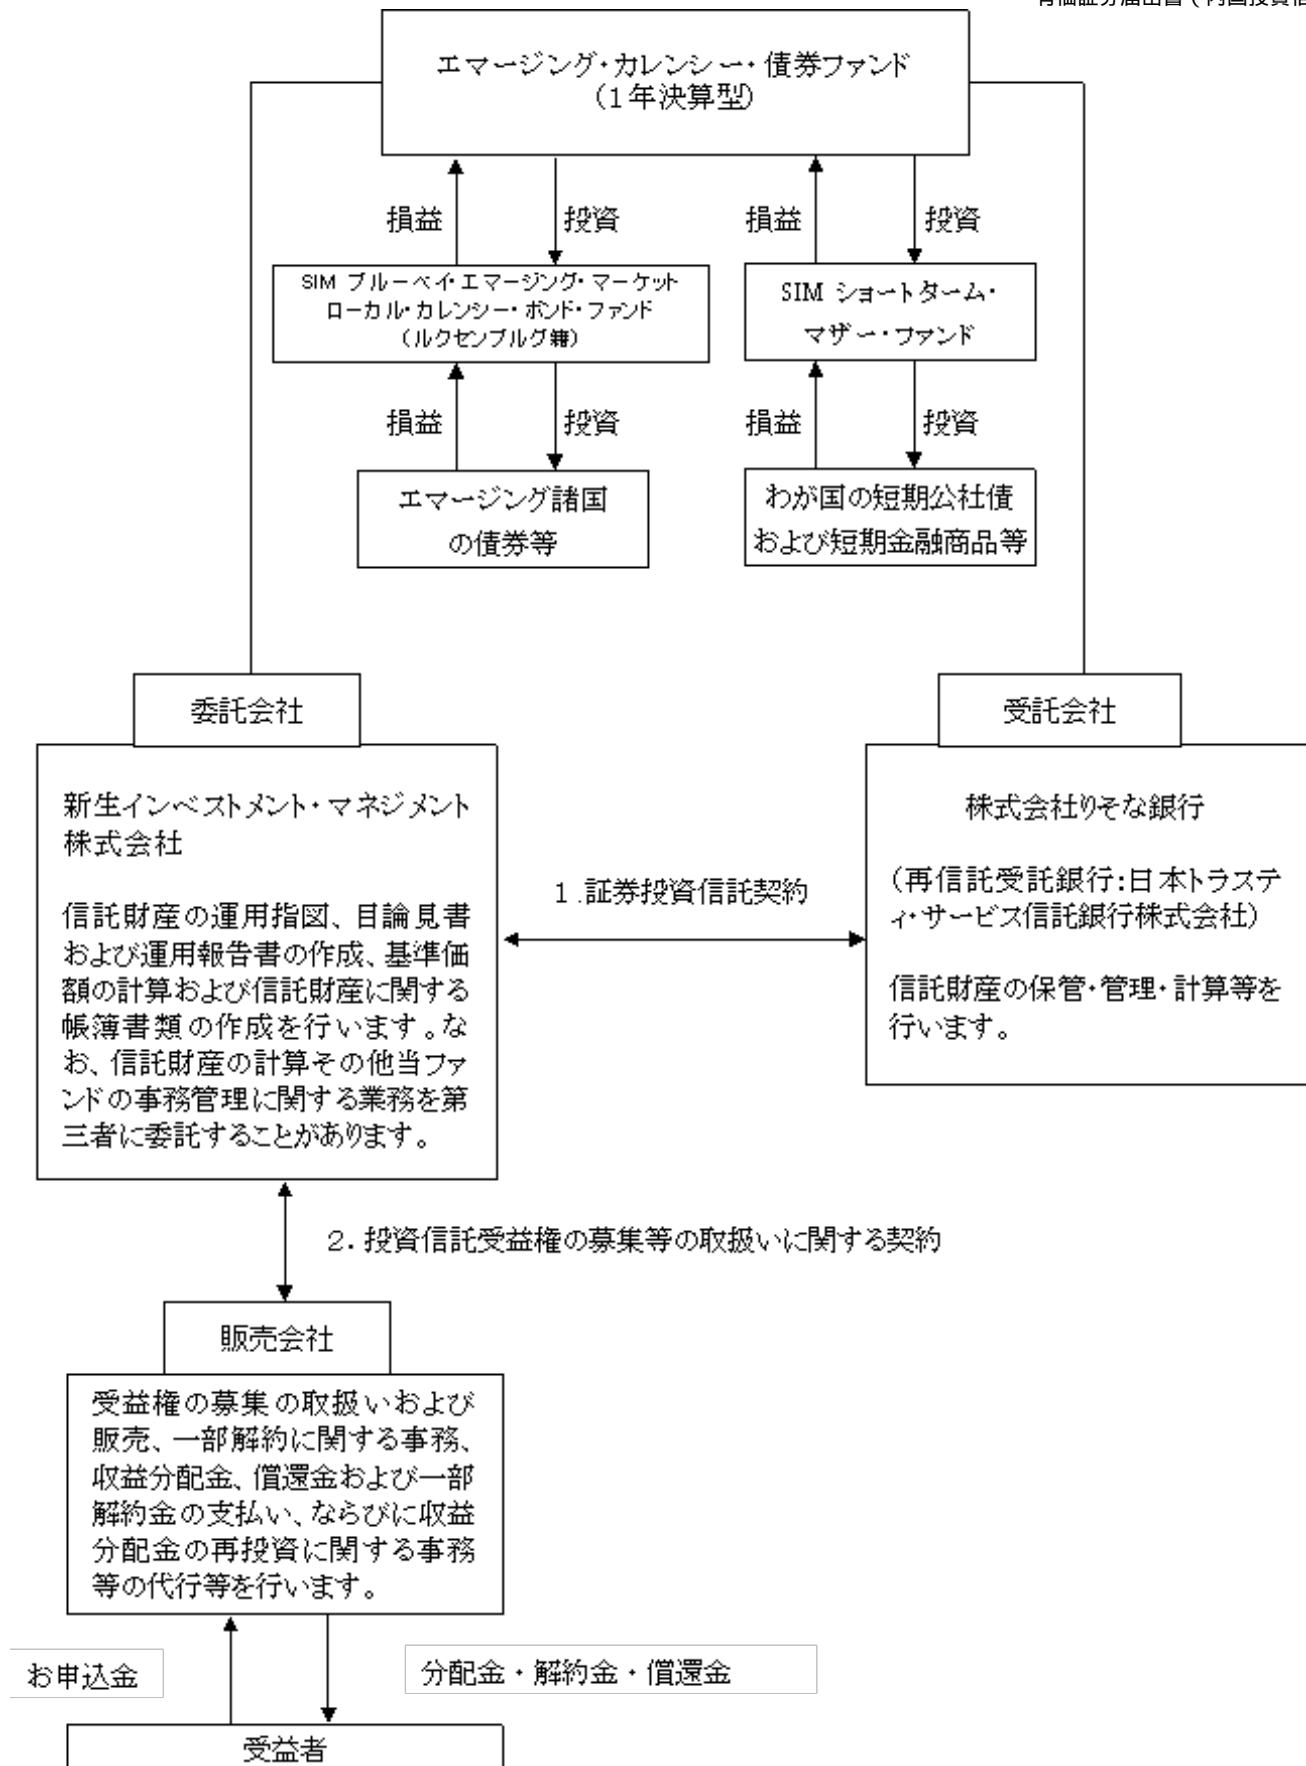 エマージング・カレンシー・債券ファンド
（1年決算型）
損益
投資
損益
投資
SIM ブルーベイ・エマージング・マーケット
ローカル・カレンシー・ボンド・ファンド
（ルクセンブルグ籍）
SIM ショートターム・
マザー・ファンド
損益
投資
損益
投資
エマージング諸国
の債券等
わが国の短期公社債
および短期金融商品等
委託会社
受託会社
新生インベストメント・マネジメント
株式会社
信託財産の運用指図、目論見書
および運用報告書の作成、基準価
額の計算および信託財産に関する
帳簿書類の作成を行います。な
お、信託財産の計算その他当ファ
ンドの事務管理に関する業務を第
三者に委託することがあります。
1.証券投資信託契約
株式会社りそな銀行
（再信託受託銀行：日本トラステ
ィ・サービス信託銀行株式会社）
信託財産の保管・管理・計算等を
行います。
2．投資信託受益権の募集等の取扱いに関する契約
販売会社
受益権の募集の取扱いおよび
販売、一部解約に関する事務、
収益分配金、償還金および一部
解約金の支払い、ならびに収益
分配金の再投資に関する事務
等の代行等を行います。
お申込金
分配金・解約金・償還金
受益者